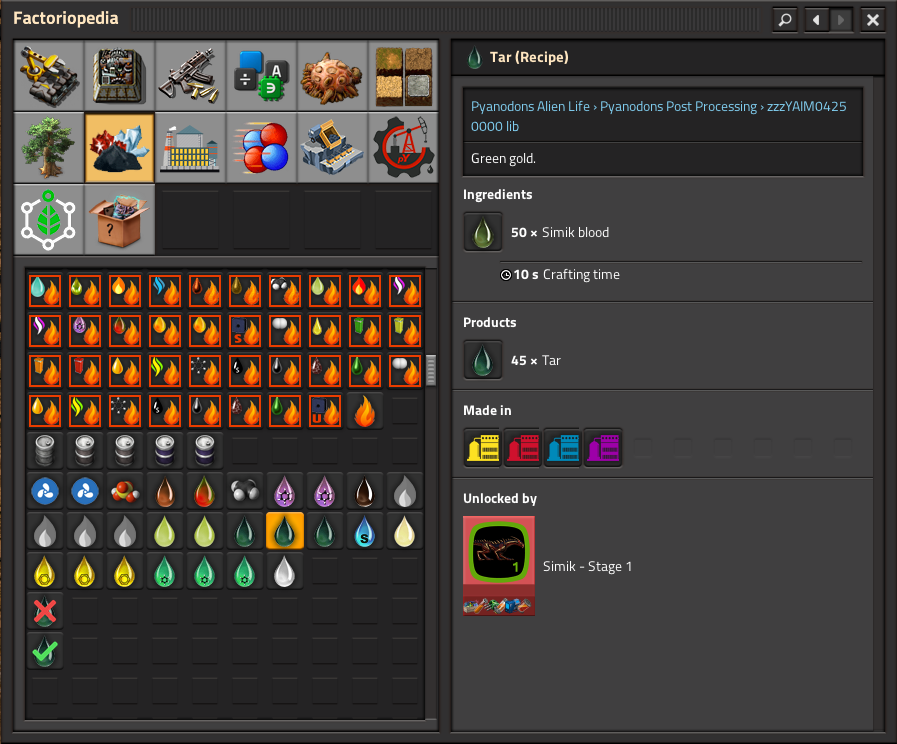 Factoriopedia
Tar (Recipe)
Pyanodons Alien Life › Pyanodons Post Processing › zzzYAIM0425
0000 lib
Green gold.
Ingredients
50 × Simik blood
10 s Crafting time
Products
45 × Tar
Made in
Unlocked by
1
Simik - Stage 1